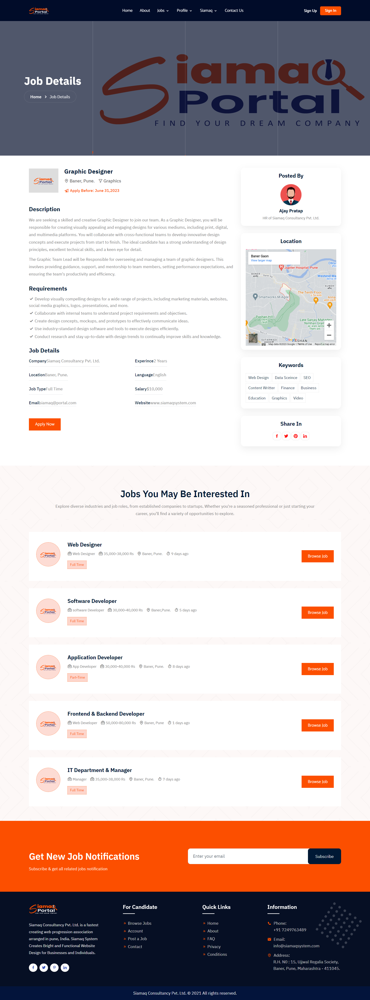 Siamaq
Portal
FIND YOUR DREAM COMPANY
Home About Jobs Profile Siamaq Contact Us
Sign Up Sign In
Siamaq
Portal
FIND YOUR DREAM COMPANY
Job Details
Home Job Details
Siamaq
Portal
Graphic Designer
Baner, Pune. Graphics
Apply Before: June 31,2023
Description
We are seeking a skilled and creative Graphic Designer to join our team. As a Graphic Designer, you will be
responsible for creating visually appealing and engaging designs for various mediums, including print, digital,
and multimedia platforms. You will collaborate with cross-functional teams to develop innovative design
concepts and execute projects from start to finish. The ideal candidate has a strong understanding of design
principles, excellent technical skills, and a keen eye for detail.
The Graphic Team Lead will be Responsible for overseeing and managing a team of graphic designers. This
involves providing guidance, support, and mentorship to team members, setting performance expectations, and
ensuring the team's productivity and efficiency.
Requirements
Develop visually compelling designs for a wide range of projects, including marketing materials, websites,
social media graphics, logos, presentations, and more.
Collaborate with internal teams to understand project requirements and objectives.
Create design concepts, mockups, and prototypes to effectively communicate ideas.
Use industry-standard design software and tools to execute designs efficiently.
Conduct research and stay up-to-date with design trends to continually improve skills and knowledge.
Job Details
CompanySiamaq Consultancy Pvt. Ltd.
Experince2 Years
LocationBaner, Pune.
LanguageEnglish
Job TypeFull Time
Salary$10,000
Emailsiamaq@portal.com
Websitewww.siamaqsystem.com
Apply Now
Posted By
Ajay Pratap
HR of Siamaq Consultancy Pvt. Ltd.
Location
Baner Gaon
View larger map
Jupiter Hospital, Pune
DMar
BANER
बाणेर
Baner Rd
Westend Ma
AUNDH
औंध
The Tenth Floor
Smartworks M-Agile
Anna
Pashan Hill
टेकडी
Late Sanjay Mahadeo
Nimhan Gram
Sus Ln
SUTARWADI
PASHAN
Google
Map data ©2023 Google Terms of Use Report a map error
Keywords
Web Design Data Sceince SEO
Content Writter Finance Business
Education Graphics Video
Share In
Jobs You May Be Interested In
Explore diverse industries and job roles, from established companies to startups. Whether you're a seasoned professional or just starting your
career, you'll find a variety of opportunities to explore.
Siamaq
Portal
Web Designer
Web Designer 35,000-38,000 Rs Baner, Pune. 9 days ago
Full Time
Browse Job
Siamaq
Portal
Software Developer
software Developer 30,000-40,000 Rs Baner,Pune. 5 days ago
Full Time
Browse Job
Siamaq
Portal
Application Developer
App Developer 30,000-40,000 Rs Baner, Pune. 8 days ago
Part-Time
Browse Job
Siamaq
Portal
Frontend & Backend Developer
Web Developer 50,000-80,000 Rs Baner, Pune 1 days ago
Full Time
Browse Job
Siamaq
Portal
IT Department & Manager
Manager 35,000-38,000 Rs Baner, Pune. 7 days ago
Full Time
Browse Job
Get New Job Notifications
Subscribe & get all related jobs notification
Enter your email
Subscribe
Siamaq
Portal
FIND YOUR DREAM COMPANY
Siamaq Consultancy Pvt. Ltd. is a fastest
creating web progression association
arranged in pune, India. Siamaq System
Creates Bright and Functional Website
Design for Businesses and Individuals.
For Candidate
Browse Jobs
Account
Post a Job
Contact
Quick Links
Home
About
FAQ
Privacy
Conditions
Information
Phone:
+91 7249763489
Email:
info@siamaqsystem.com
Address:
R.H. N0 : 15, Ujjwal Regalia Society,
Baner, Pune, Maharashtra - 411045.
Siamaq Consultancy Pvt. Ltd. © 2021 All rights reserved.